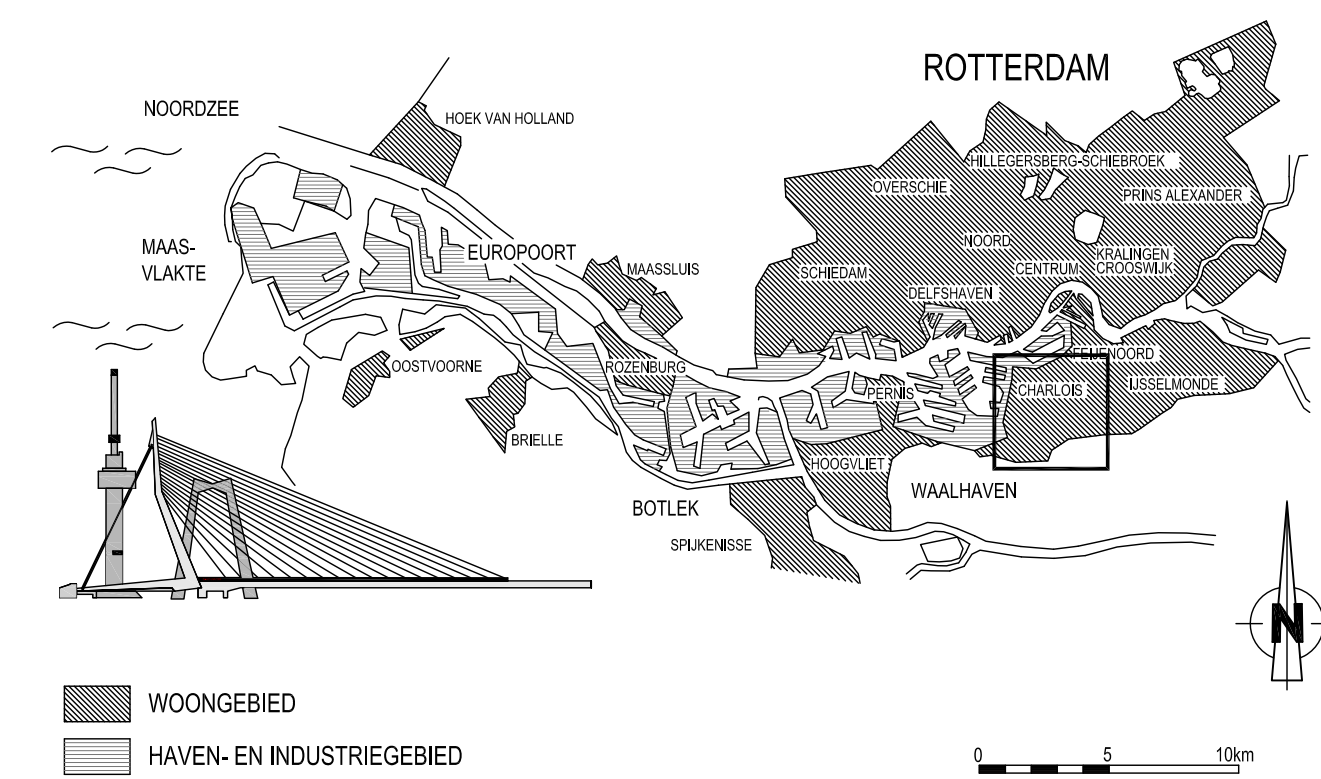 ROTTERDAM
NOORDZEE
HOEK VAN HOLLAND
HILLEGERSBERG-SCHIEBROEK
OVERSCHIE
PRINS ALEXANDER
MAAS-
VLAKTE
EUROPOORT
NOORD
MAASSLUIS
SCHIEDAM
CENTRUM
KRALINGEN
CROOSWIJK
DELFSHAVEN
OOSTVOORNE
ROZENBURG
FEIJENOORD
PERNIS
CHARLOIS
IJSSELMONDE
BRIELLE
HOOGVLIET
WAALHAVEN
BOTLEK
SPIJKENISSE
N
WOONGEBIED
HAVEN- EN INDUSTRIEGEBIED
0 5 10km